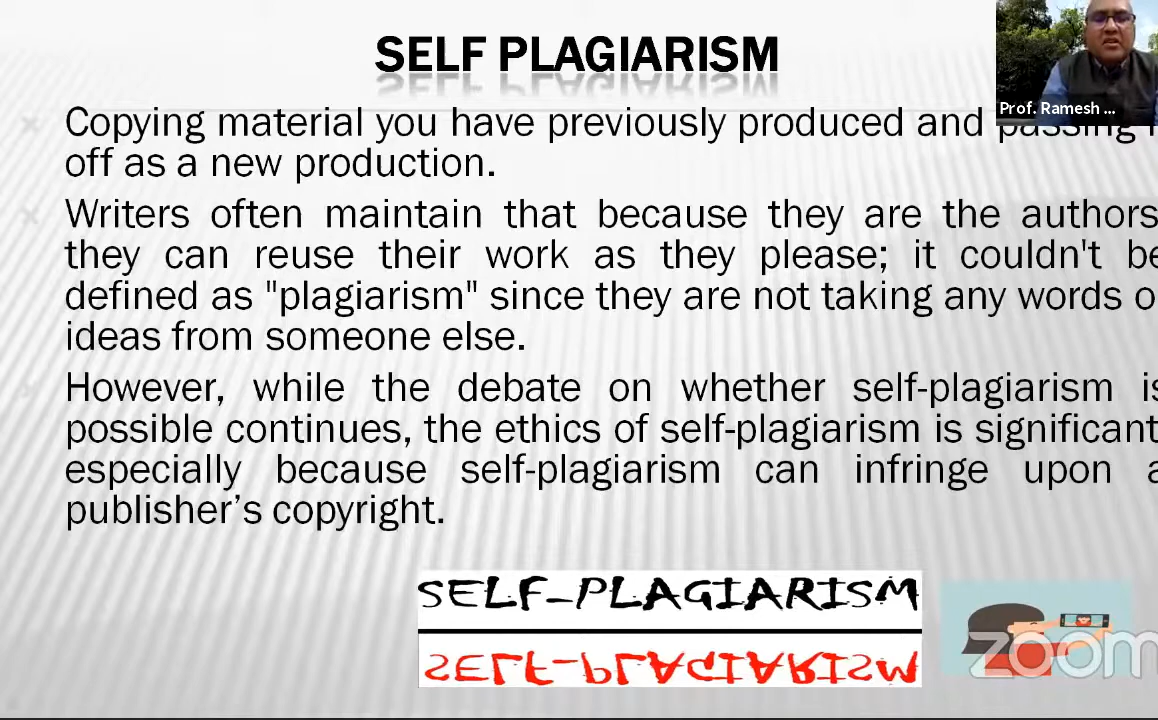 SELF PLAGIARISM
Prof. Ramesh ...
Copying material you have previously produced and passing
off as a new production.
Writers often maintain that because they are the authors
they can reuse their work as they please; it couldn't be
defined as "plagiarism" since they are not taking any words
ideas from someone else.
However, while the debate on whether self-plagiarism is
possible continues, the ethics of self-plagiarism is significant
especially because self-plagiarism can infringe upon a
publisher’s copyright.
SELF-PLAGIARISM
SELF-PLAGIARISM
zoom